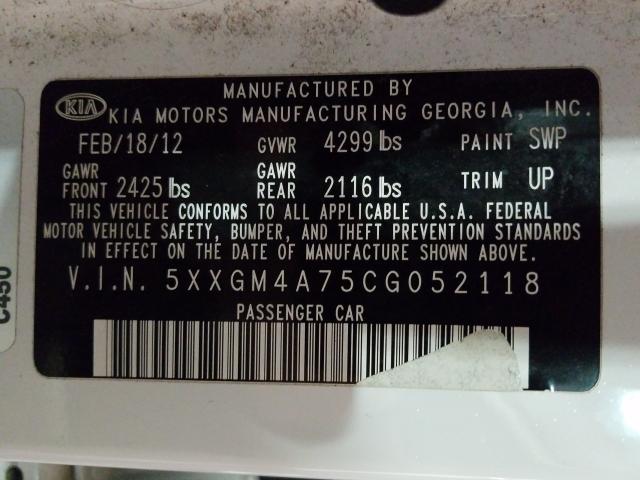 MANUFACTURED BY
KIA KIA MOTORS MANUFACTURING GEORGIA, INC.
FEB/18/12 GVWR 4299 lbs PAINT SWP
GAWR FRONT 2425 lbs GAWR REAR 2116 lbs TRIM UP
THIS VEHICLE CONFORMS TO ALL APPLICABLE U.S.A. FEDERAL
MOTOR VEHICLE SAFETY, BUMPER, AND THEFT PREVENTION STANDARDS
IN EFFECT ON THE DATE OF MANUFACTURE SHOWN ABOVE.
V.I.N. 5XXGM4A75CG052118
PASSENGER CAR
C450